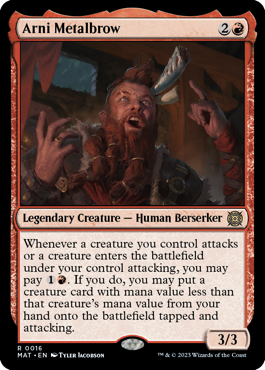 Arni Metalbrow 2
Legendary Creature — Human Berserker
Whenever a creature you control attacks
or a creature enters the battlefield
under your control attacking, you may
pay 1 . If you do, you may put a
creature card with mana value less than
that creature's mana value from your
hand onto the battlefield tapped and
attacking.
3/3
R 0016
MAT • EN Tyler Jacobson
™ & © 2023 Wizards of the Coast